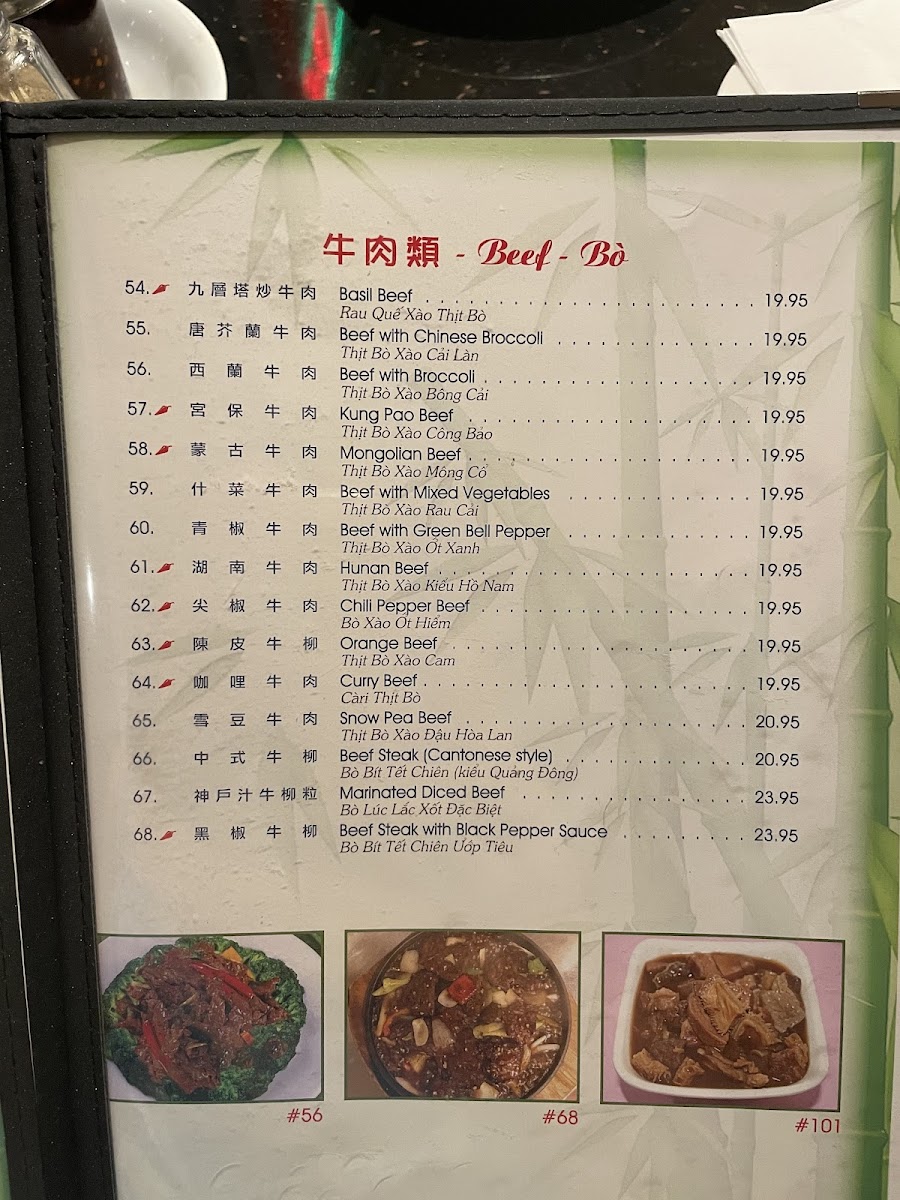 牛肉類 - Beef - Bò
54. 九層塔炒牛肉 Basil Beef 19.95
Rau Quế Xào Thịt Bò
55. 唐芥蘭牛肉 Beef with Chinese Broccoli 19.95
Thịt Bò Xào Cải Làn
56. 西蘭牛肉 Beef with Broccoli 19.95
Thịt Bò Xào Bông Cải
57. 宮保牛肉 Kung Pao Beef 19.95
Thịt Bò Xào Công Bảo
58. 蒙古牛肉 Mongolian Beef 19.95
Thịt Bò Xào Mông Cổ
59. 什菜牛肉 Beef with Mixed Vegetables 19.95
Thịt Bò Xào Rau Cải
60. 青椒牛肉 Beef with Green Bell Pepper 19.95
Thịt Bò Xào Ớt Xanh
61. 湖南牛肉 Hunan Beef 19.95
Thịt Bò Xào Kiểu Hồ Nam
62. 尖椒牛肉 Chili Pepper Beef 19.95
Bò Xào Ớt Hiểm
63. 陳皮牛柳 Orange Beef 19.95
Thịt Bò Xào Cam
64. 咖哩牛肉 Curry Beef 19.95
Càri Thịt Bò
65. 雪豆牛肉 Snow Pea Beef 20.95
Thịt Bò Xào Đậu Hòa Lan
66. 中式牛柳 Beef Steak (Cantonese style) 20.95
Bò Bít Tết Chiên (kiểu Quảng Đông)
67. 神戶汁牛柳粒 Marinated Diced Beef 23.95
Bò Lúc Lắc Xốt Đặc Biệt
68. 黑椒牛柳 Beef Steak with Black Pepper Sauce 23.95
Bò Bít Tết Chiên Ướp Tiêu
#56
#68
#101